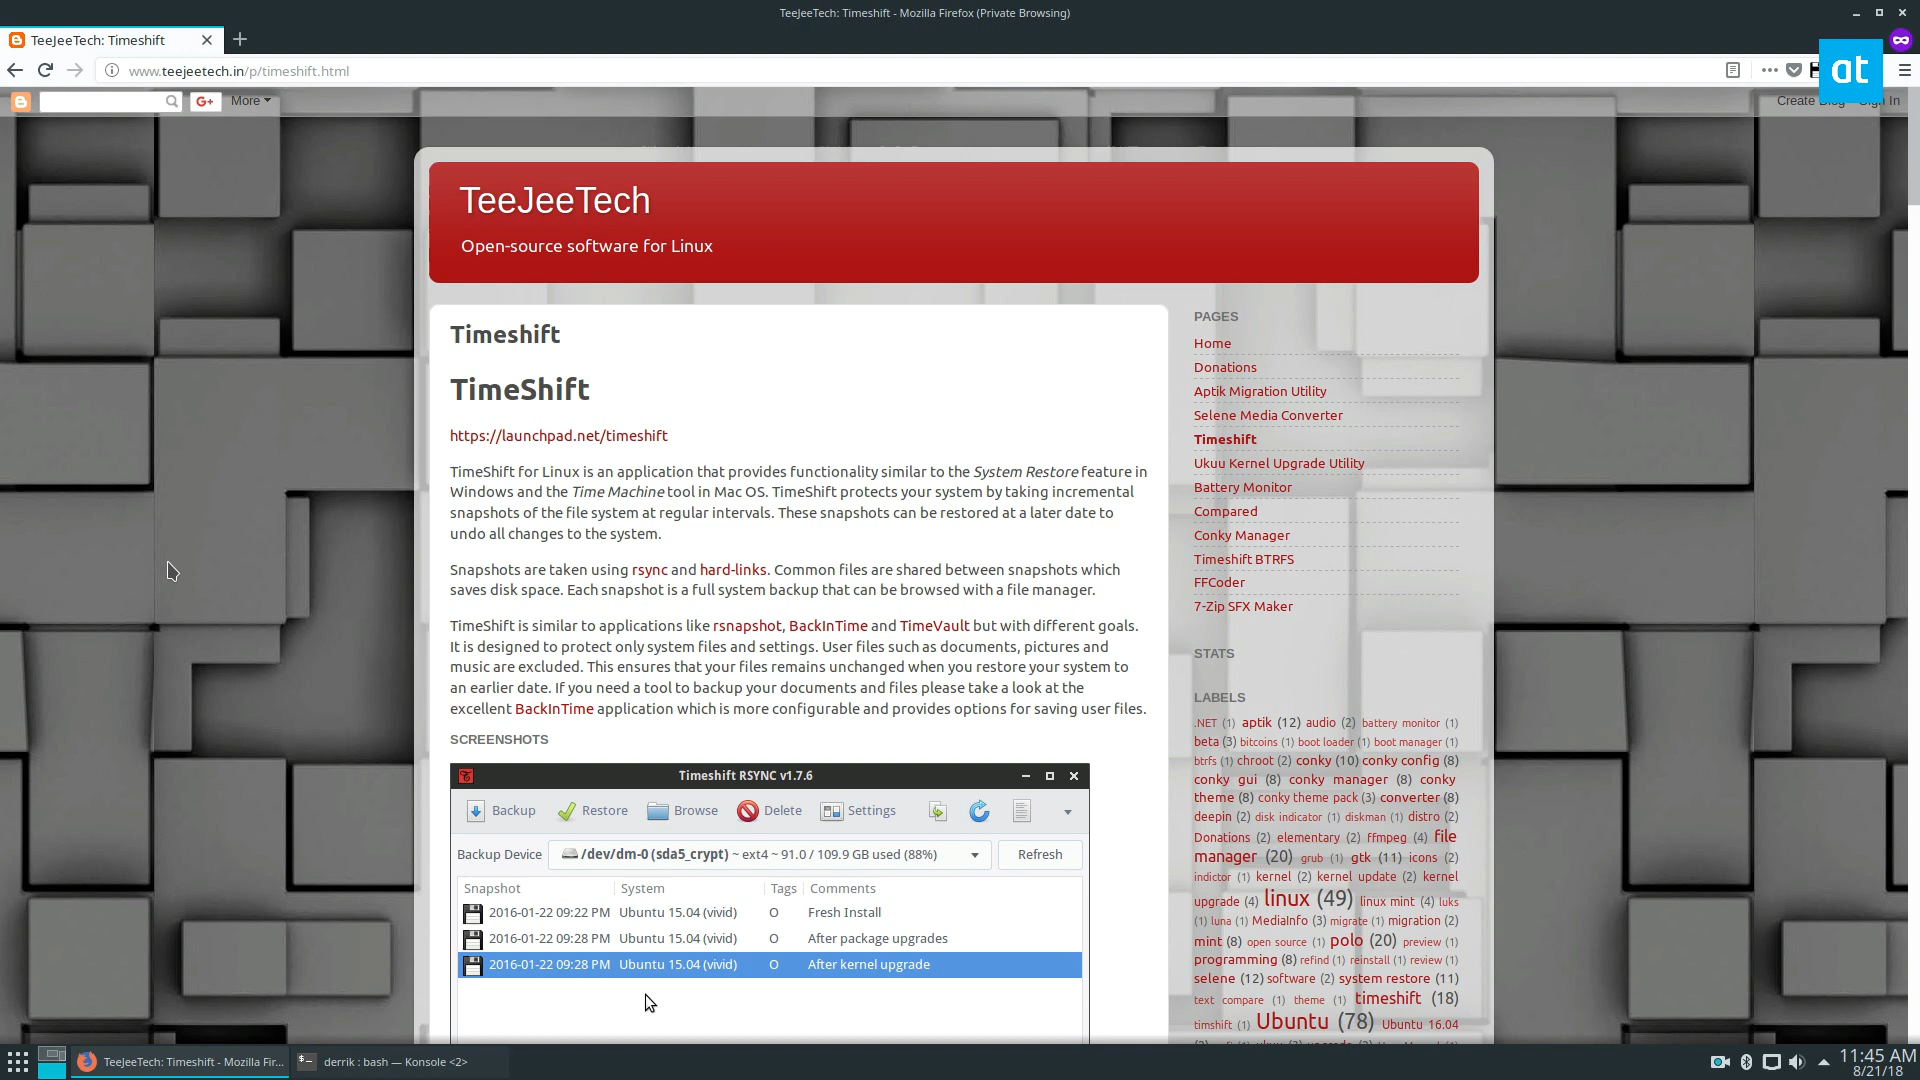 TeeJeeTech: Timeshift - Mozilla Firefox (Private Browsing)
TeeJeeTech: Timeshift
www.teejeetech.in/p/timeshift.html
at
G+
More
Create Blog
Sign In
TeeJeeTech
Open-source software for Linux
Timeshift
TimeShift
https://launchpad.net/timeshift
TimeShift for Linux is an application that provides functionality similar to the System Restore feature in
Windows and the Time Machine tool in Mac OS. TimeShift protects your system by taking incremental
snapshots of the file system at regular intervals. These snapshots can be restored at a later date to
undo all changes to the system.
Snapshots are taken using rsync and hard-links. Common files are shared between snapshots which
saves disk space. Each snapshot is a full system backup that can be browsed with a file manager.
TimeShift is similar to applications like rsnapshot, BackInTime and TimeVault but with different goals.
It is designed to protect only system files and settings. User files such as documents, pictures and
music are excluded. This ensures that your files remains unchanged when you restore your system to
an earlier date. If you need a tool to backup your documents and files please take a look at the
excellent BackInTime application which is more configurable and provides options for saving user files.
SCREENSHOTS
Timeshift RSYNC v1.7.6
Backup Restore Browse Delete Settings
Backup Device /dev/dm-0 (sda5_crypt) ~ ext4 ~ 91.0 / 109.9 GB used (88%) Refresh
Snapshot System Tags Comments
2016-01-22 09:22 PM Ubuntu 15.04 (vivid) O Fresh Install
2016-01-22 09:28 PM Ubuntu 15.04 (vivid) O After package upgrades
2016-01-22 09:28 PM Ubuntu 15.04 (vivid) O After kernel upgrade
PAGES
Home
Donations
Aptik Migration Utility
Selene Media Converter
Timeshift
Ukuu Kernel Upgrade Utility
Battery Monitor
Compared
Conky Manager
Timeshift BTRFS
FFCoder
7-Zip SFX Maker
STATS
LABELS
.NET (1) aptik (12) audio (2) battery monitor (1)
beta (3) bitcoins (1) boot loader (1) boot manager (1)
btrfs (1) chroot (2) conky (10) conky config (8)
conky gui (8) conky manager (8) conky
theme (8) conky theme pack (3) converter (8)
deepin (2) disk indicator (1) diskman (1) distro (2)
Donations (2) elementary (2) ffmpeg (4) file
manager (20) grub (1) gtk (11) icons (2)
indictor (1) kernel (2) kernel update (2) kernel
upgrade (4) linux (49) linux mint (4) luks
(1) luna (1) MediaInfo (3) migrate (1) migration (2)
mint (8) open source (1) polo (20) preview (1)
programming (8) refind (1) reinstall (1) review (1)
selene (12) software (2) system restore (11)
text compare (1) theme (1) timeshift (18)
timshift (1) Ubuntu (78) Ubuntu 16.04
TeeJeeTech: Timeshift - Mozilla Fir...
derrik : bash — Konsole <2>
11:45 AM
8/21/18